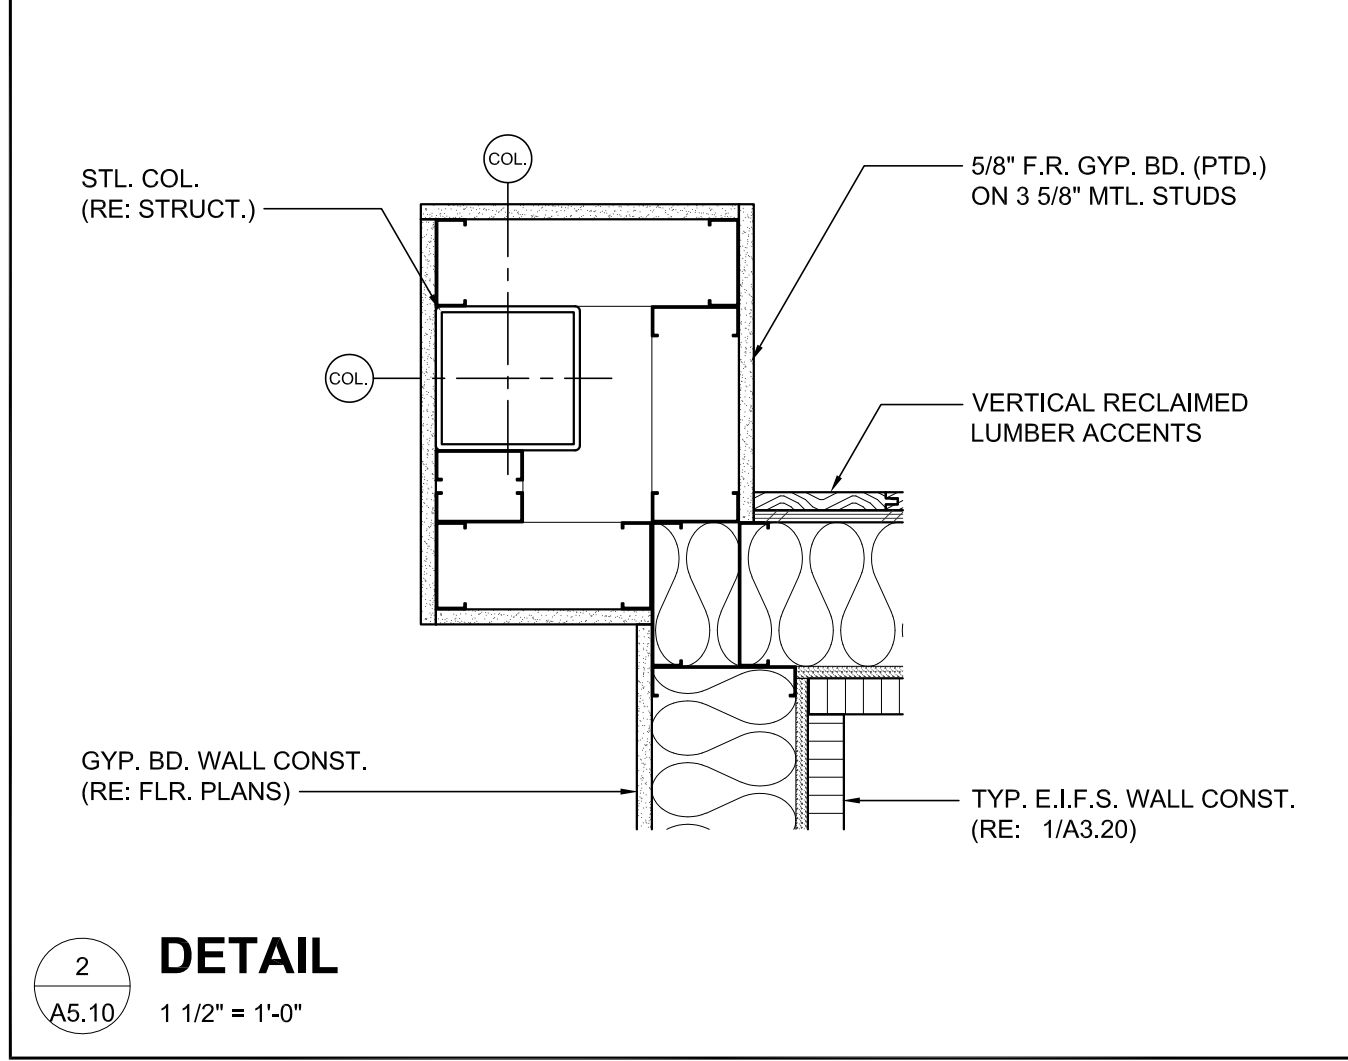 COL.
STL. COL.
(RE: STRUCT.)
5/8" F.R. GYP. BD. (PTD.)
ON 3 5/8" MTL. STUDS
COL.
VERTICAL RECLAIMED
LUMBER ACCENTS
GYP. BD. WALL CONST.
(RE: FLR. PLANS)
TYP. E.I.F.S. WALL CONST.
(RE: 1/A3.20)
2
A5.10
DETAIL
1 1/2" = 1'-0"